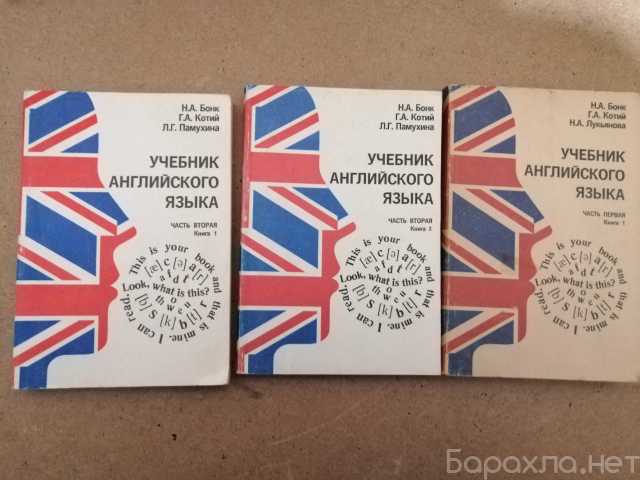 Н.А. Бонк
Г.А. Котий
Л.Г. Памухина
УЧЕБНИК
АНГЛИЙСКОГО
ЯЗЫКА
ЧАСТЬ ВТОРАЯ
Книга 1
This is your book and that is mine. I can read.
Look, what is this?
Н.А. Бонк
Г.А. Котий
Л.Г. Памухина
УЧЕБНИК
АНГЛИЙСКОГО
ЯЗЫКА
ЧАСТЬ ВТОРАЯ
Книга 2
This is your book and that is mine. I can read.
Look, what is this?
Н.А. Бонк
Г.А. Котий
Н.А. Лукьянова
УЧЕБНИК
АНГЛИЙСКОГО
ЯЗЫКА
ЧАСТЬ ПЕРВАЯ
Книга 1
This is your book and that is mine. I can read.
Look, what is this?
Барахла.нет